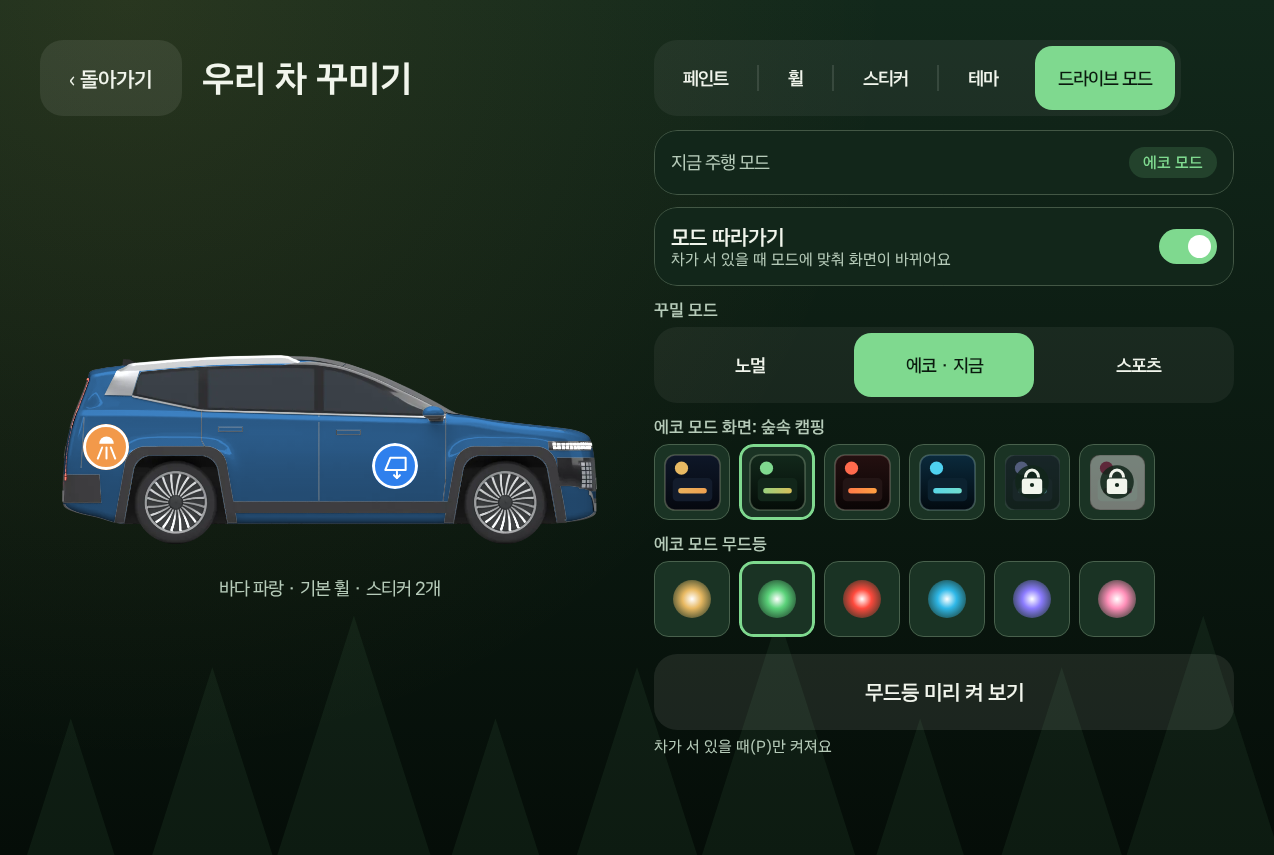 ‹ 돌아가기
우리 차 꾸미기
페인트
휠
스티커
테마
드라이브 모드
지금 주행 모드
에코 모드
모드 따라가기
차가 서 있을 때 모드에 맞춰 화면이 바뀌어요
꾸밀 모드
노멀
에코 · 지금
스포츠
에코 모드 화면: 숲속 캠핑
에코 모드 무드등
바다 파랑 · 기본 휠 · 스티커 2개
무드등 미리 켜 보기
차가 서 있을 때(P)만 켜져요